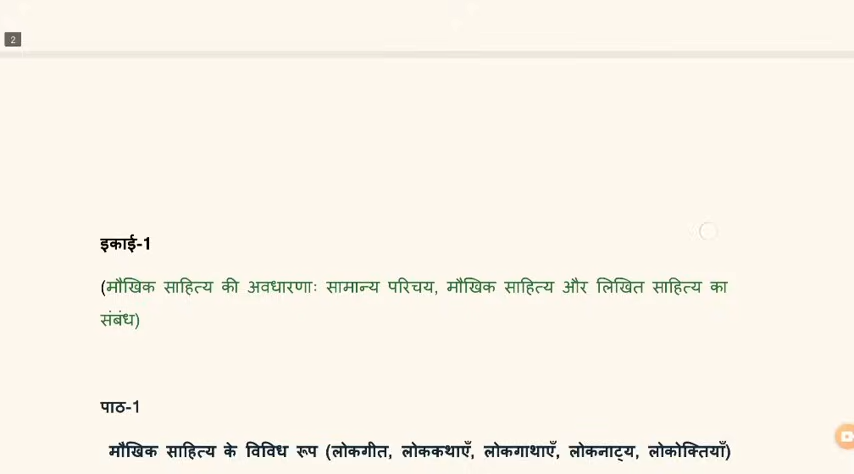 2
इकाई-1
(मौखिक साहित्य की अवधारणाः सामान्य परिचय, मौखिक साहित्य और लिखित साहित्य का
संबंध)
पाठ-1
मौखिक साहित्य के विविध रूप (लोकगीत, लोककथाएँ, लोकगाथाएँ, लोकनाट्य, लोकोक्तियाँ)